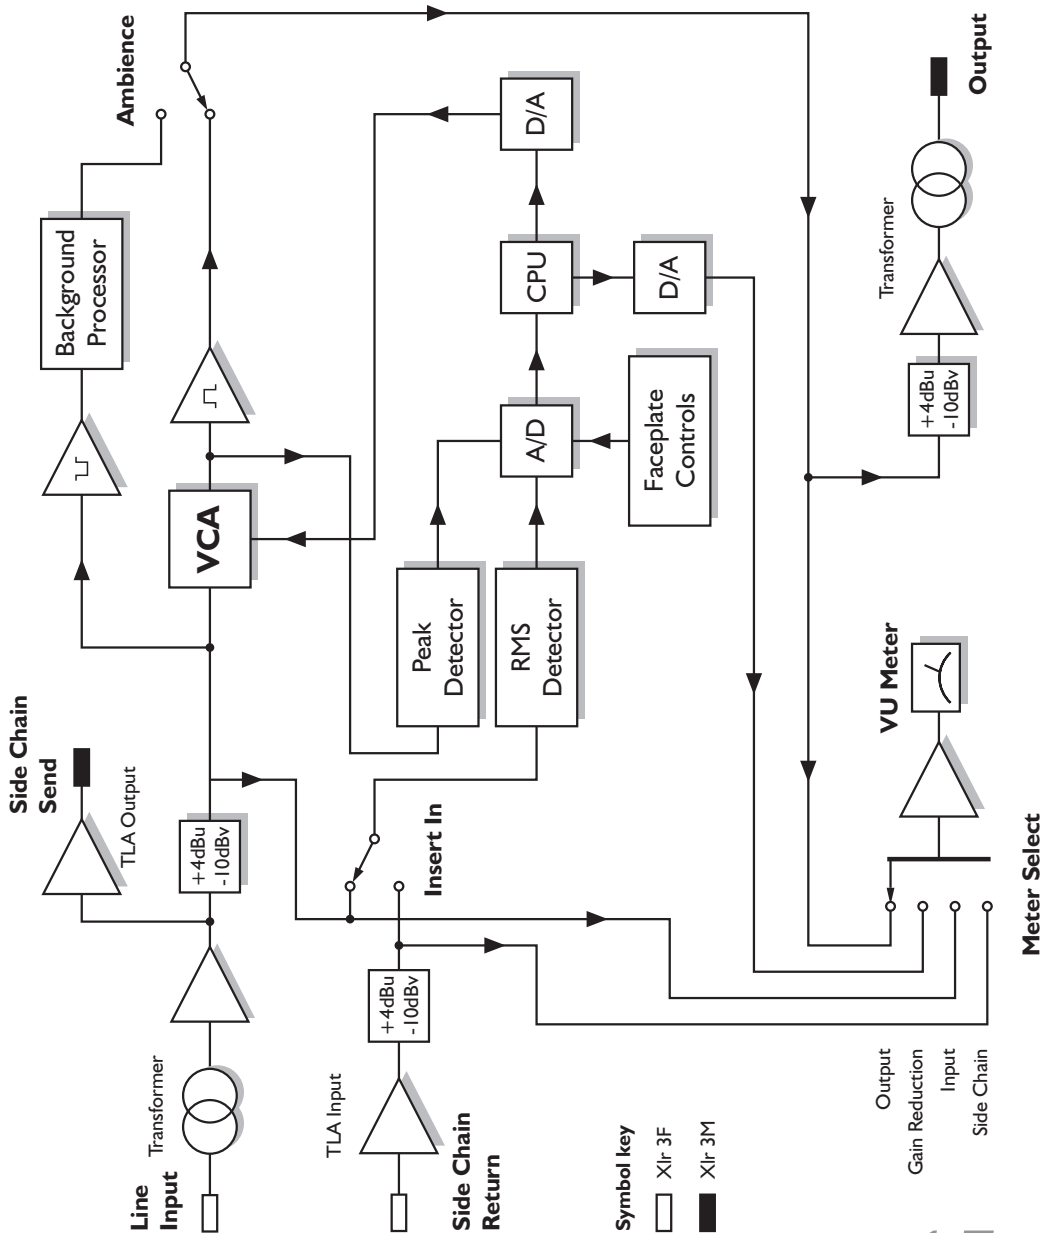 Line
Input
Transformer
TLA Output
Side Chain
Send
+4dBu
-10dBv
VCA
Background
Processor
Ambience
TLA Input
Side Chain
Return
+4dBu
-10dBv
Insert In
Peak
Detector
RMS
Detector
A/D
CPU
D/A
D/A
Faceplate
Controls
Symbol key
Xlr 3F
Xlr 3M
Output
Gain Reduction
Input
Side Chain
Meter Select
VU Meter
+4dBu
-10dBv
Transformer
Output